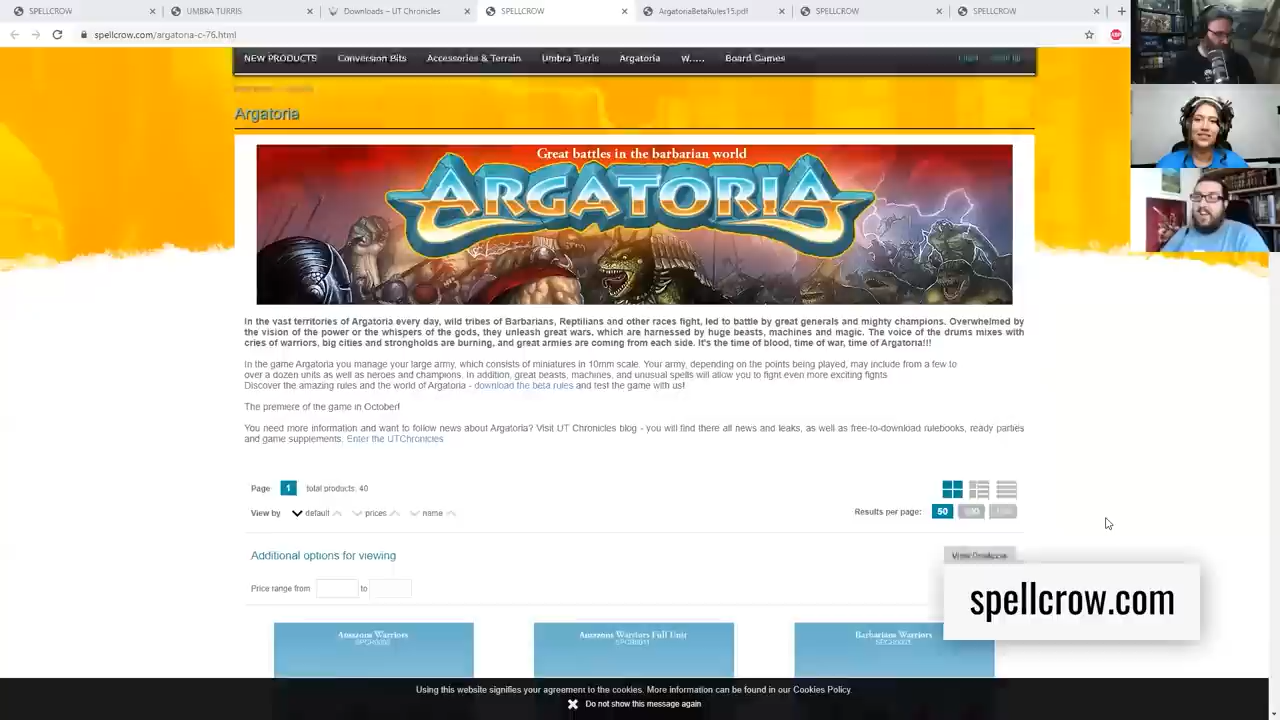 SPELLCROW
UMBRA TURRIS
Downloads – UT Chronicles
SPELLCROW
ArgatoriaBetaRules15.pdf
SPELLCROW
SPELLCROW
spellcrow.com/argatoria-c-76.html
ABP
NEW PRODUCTS
Conversion Bits
Accessories & Terrain
Umbra Turris
Argatoria
W.....
Board Games
Argatoria
Great battles in the barbarian world
ARGATORIA
In the vast territories of Argatoria every day, wild tribes of Barbarians, Reptilians and other races fight, led to battle by great generals and mighty champions. Overwhelmed by
the vision of the power or the whispers of the gods, they unleash great wars, which are harnessed by huge beasts, machines and magic. The voice of the drums mixes with
cries of warriors, big cities and strongholds are burning, and great armies are coming from each side. It's the time of blood, time of war, time of Argatoria!!!
In the game Argatoria you manage your large army, which consists of miniatures in 10mm scale. Your army, depending on the points being played, may include from a few to
over a dozen units as well as heroes and champions. In addition, great beasts, machines, and unusual spells will allow you to fight even more exciting fights
Discover the amazing rules and the world of Argatoria - download the beta rules and test the game with us!
The premiere of the game in October!
You need more information and want to follow news about Argatoria? Visit UT Chronicles blog - you will find there all news and leaks, as well as free-to-download rulebooks, ready parties
and game supplements. Enter the UTChronicles
Page 1 total products: 40
View by default prices name
Results per page: 50
Additional options for viewing
Price range from to
spellcrow.com
Amazons Warriors
Amazons Warriors Full Unit
Barbarians Warriors
Using this website signifies your agreement to the cookies. More information can be found in our Cookies Policy.
Do not show this message again